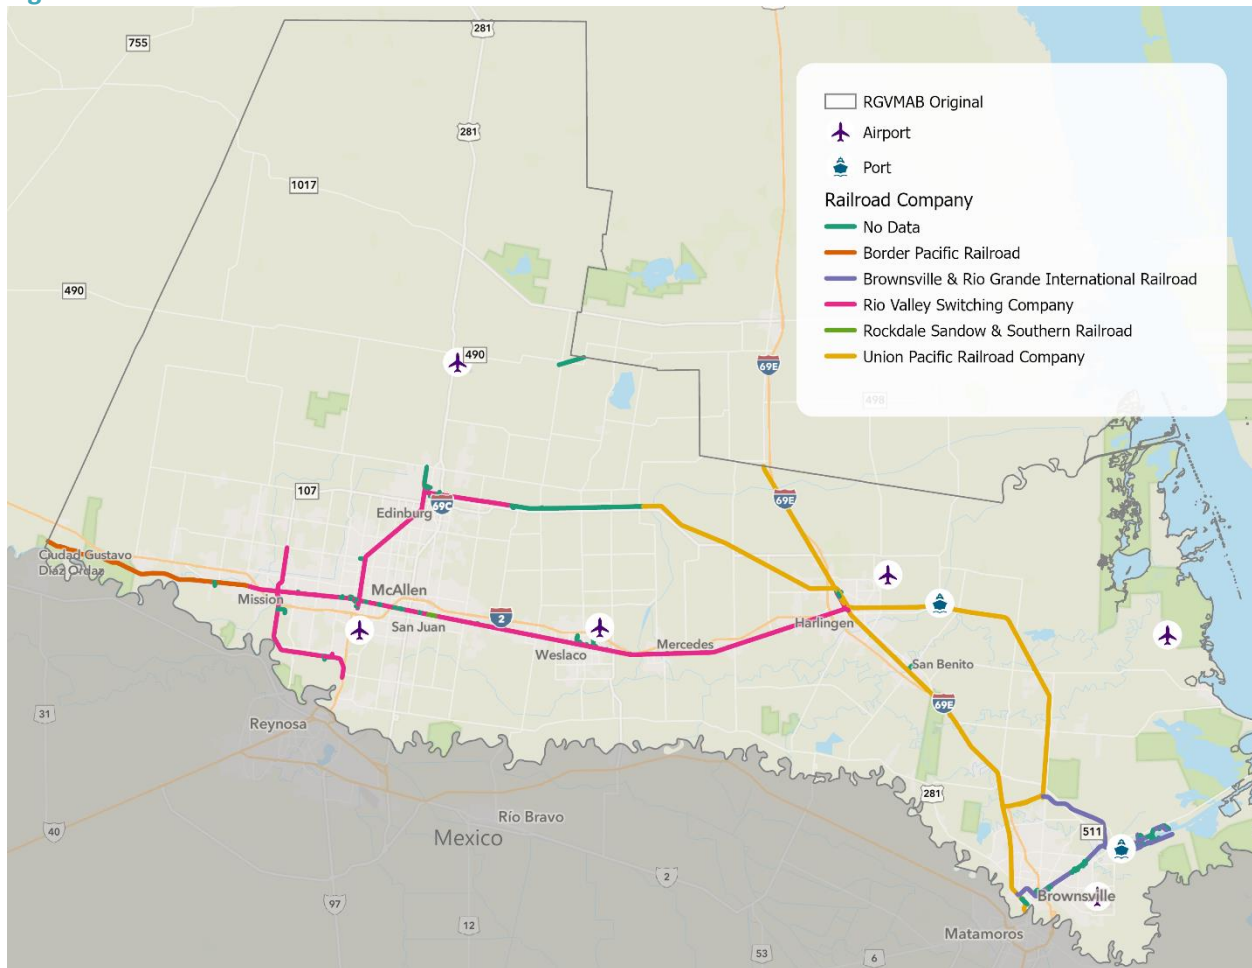 281
755
281
1017
490
490
69E
498
RGVMAB Original
Airport
Port
Railroad Company
No Data
Border Pacific Railroad
Brownsville & Rio Grande International Railroad
Rio Valley Switching Company
Rockdale Sandow & Southern Railroad
Union Pacific Railroad Company
107
69C
69E
Edinburg
Ciudad Gustavo
Díaz Ordaz
Mission
McAllen
San Juan
2
Weslaco
Mercedes
Harlingen
San Benito
69E
31
Reynosa
281
Río Bravo
40
Mexico
511
2
97
Brownsville
12
Matamoros
53
6